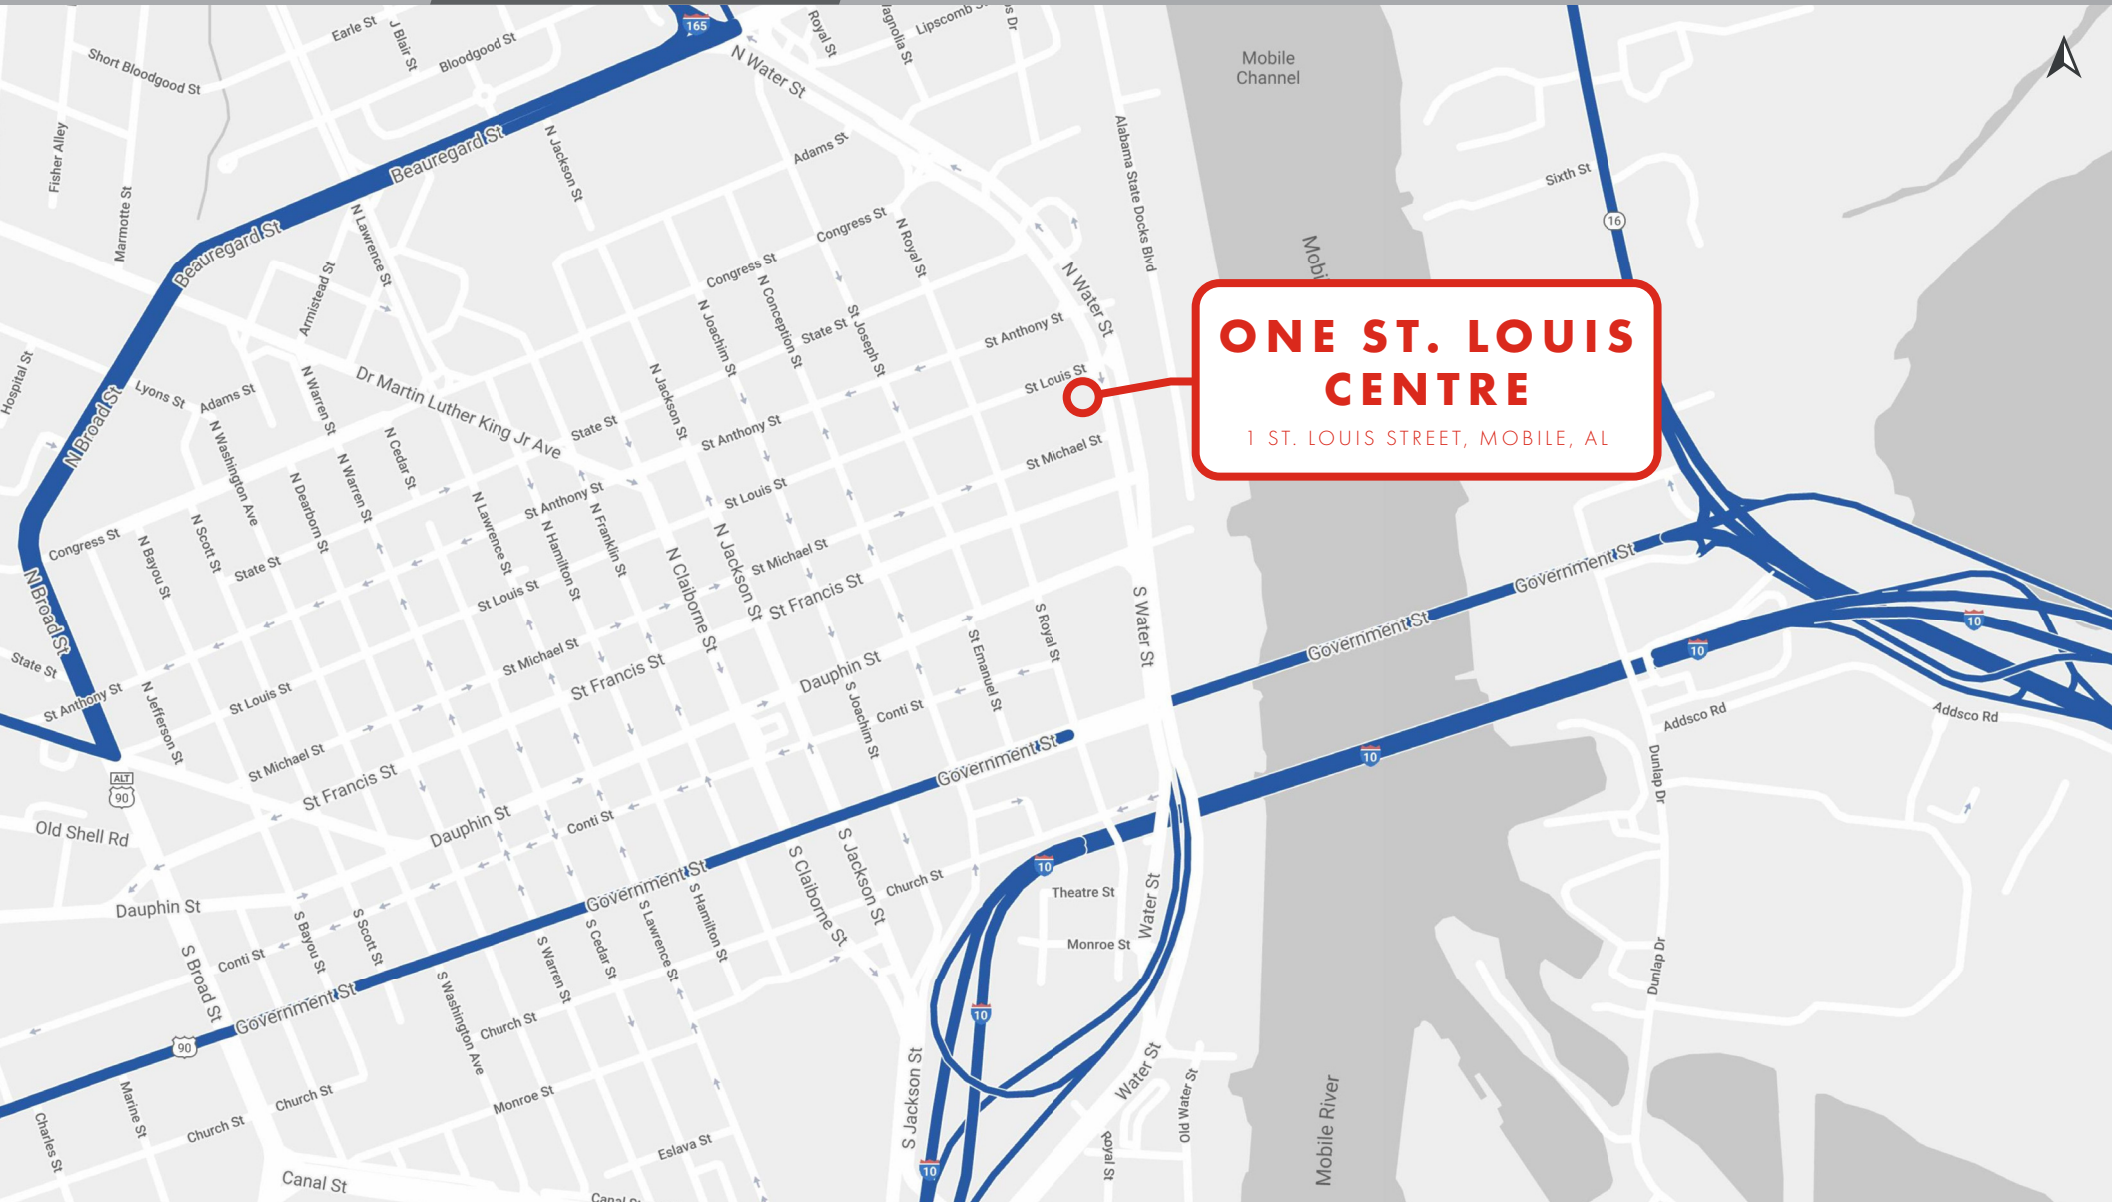 165
Earle St
J Blair St
Bloodgood St
Short Bloodgood St
N Water St
Royal St
Lipscomb
Mobile
Channel
Fisher Alley
Marmotte St
Beauregard St
N Jackson St
Adams St
Alabama State Docks Blvd
Sixth St
16
Beauregard St
N Lawrence St
Armistead St
Congress St
Congress St
N Royal St
N Water St
N Joachim St
N Conception St
State St
St Joseph St
St Anthony St
ONE ST. LOUIS
CENTRE
1 ST. LOUIS STREET, MOBILE, AL
Hospital St
N Broad St
Lyons St
Adams St
N Warren St
Dr Martin Luther King Jr Ave
N Jackson St
St Louis St
State St
St Anthony St
St Michael St
N Washington Ave
N Cedar St
N Warren St
N Dearborn St
N Lawrence St
St Anthony St
N Franklin St
N Hamilton St
St Louis St
N Jackson St
Congress St
N Bayou St
N Scott St
State St
N Claiborne St
St Michael St
St Francis St
N Broad St
St Louis St
S Water St
S Royal St
St Emanuel St
Government St
Government St
10
10
State St
St Anthony St
N Jefferson St
St Louis St
St Michael St
St Francis St
Dauphin St
S Joachim St
Conti St
Addsco Rd
Addsco Rd
Government St
10
Dunlap Dr
St Michael St
St Francis St
ALT
90
Old Shell Rd
Dauphin St
Conti St
S Claiborne St
S Jackson St
Church St
10
Theatre St
Water St
Monroe St
Government St
S Hamilton St
S Lawrence St
S Cedar St
S Warren St
Dauphin St
S Bayou St
S Scott St
Conti St
S Broad St
Government St
90
S Washington Ave
Church St
10
Dunlap Dr
Water St
Old Water St
Royal St
Mobile River
S Jackson St
10
Charles St
Marine St
Church St
Church St
Monroe St
Eslava St
Canal St